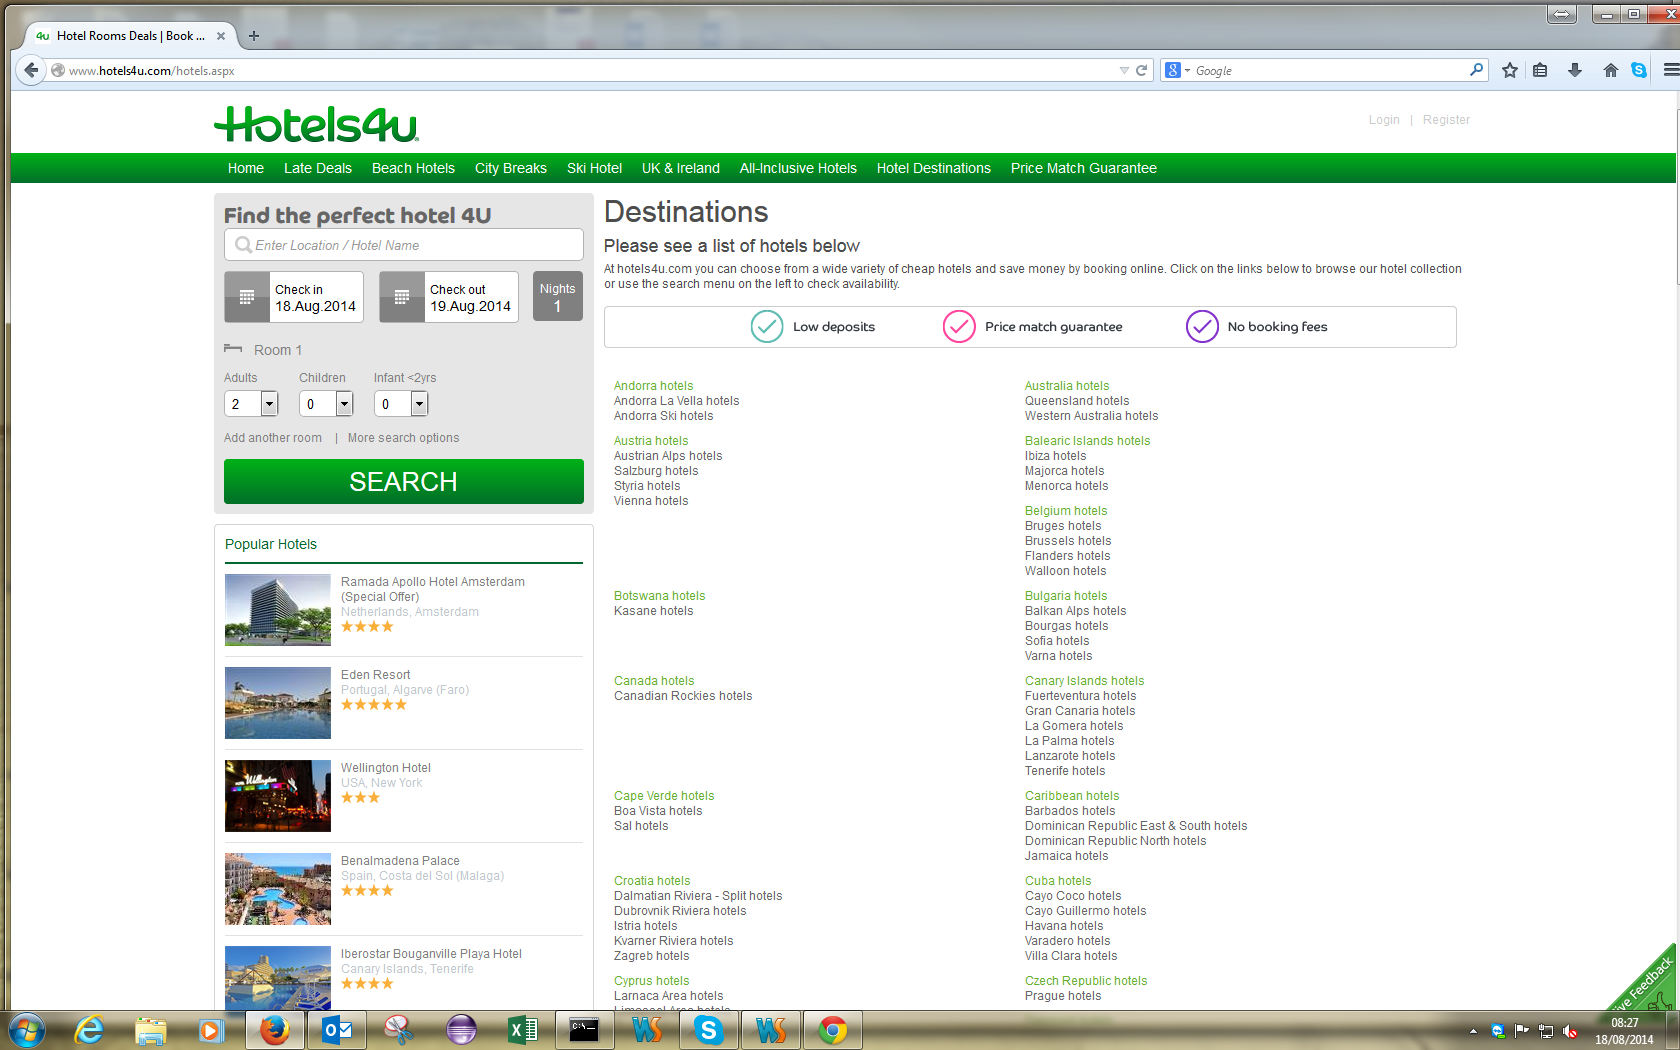 4u Hotel Rooms Deals | Book ...
www.hotels4u.com/hotels.aspx
Google
Hotels4u
Login | Register
Home Late Deals Beach Hotels City Breaks Ski Hotel UK & Ireland All-Inclusive Hotels Hotel Destinations Price Match Guarantee
Find the perfect hotel 4U
Enter Location / Hotel Name
Check in
18.Aug.2014
Check out
19.Aug.2014
Nights
1
Room 1
Adults Children Infant <2yrs
2 0 0
Add another room | More search options
SEARCH
Popular Hotels
Ramada Apollo Hotel Amsterdam
(Special Offer)
Netherlands, Amsterdam
Eden Resort
Portugal, Algarve (Faro)
Wellington Hotel
USA, New York
Benalmadena Palace
Spain, Costa del Sol (Malaga)
Iberostar Bouganville Playa Hotel
Canary Islands, Tenerife
Destinations
Please see a list of hotels below
At hotels4u.com you can choose from a wide variety of cheap hotels and save money by booking online. Click on the links below to browse our hotel collection
or use the search menu on the left to check availability.
Low deposits Price match guarantee No booking fees
Andorra hotels
Andorra La Vella hotels
Andorra Ski hotels
Australia hotels
Queensland hotels
Western Australia hotels
Austria hotels
Austrian Alps hotels
Salzburg hotels
Styria hotels
Vienna hotels
Balearic Islands hotels
Ibiza hotels
Majorca hotels
Menorca hotels
Belgium hotels
Bruges hotels
Brussels hotels
Flanders hotels
Walloon hotels
Botswana hotels
Kasane hotels
Bulgaria hotels
Balkan Alps hotels
Bourgas hotels
Sofia hotels
Varna hotels
Canada hotels
Canadian Rockies hotels
Canary Islands hotels
Fuerteventura hotels
Gran Canaria hotels
La Gomera hotels
La Palma hotels
Lanzarote hotels
Tenerife hotels
Cape Verde hotels
Boa Vista hotels
Sal hotels
Caribbean hotels
Barbados hotels
Dominican Republic East & South hotels
Dominican Republic North hotels
Jamaica hotels
Croatia hotels
Dalmatian Riviera - Split hotels
Dubrovnik Riviera hotels
Istria hotels
Kvarner Riviera hotels
Zagreb hotels
Cuba hotels
Cayo Coco hotels
Cayo Guillermo hotels
Havana hotels
Varadero hotels
Villa Clara hotels
Cyprus hotels
Larnaca Area hotels
Limassol Area hotels
Czech Republic hotels
Prague hotels
Feedback
08:27
18/08/2014